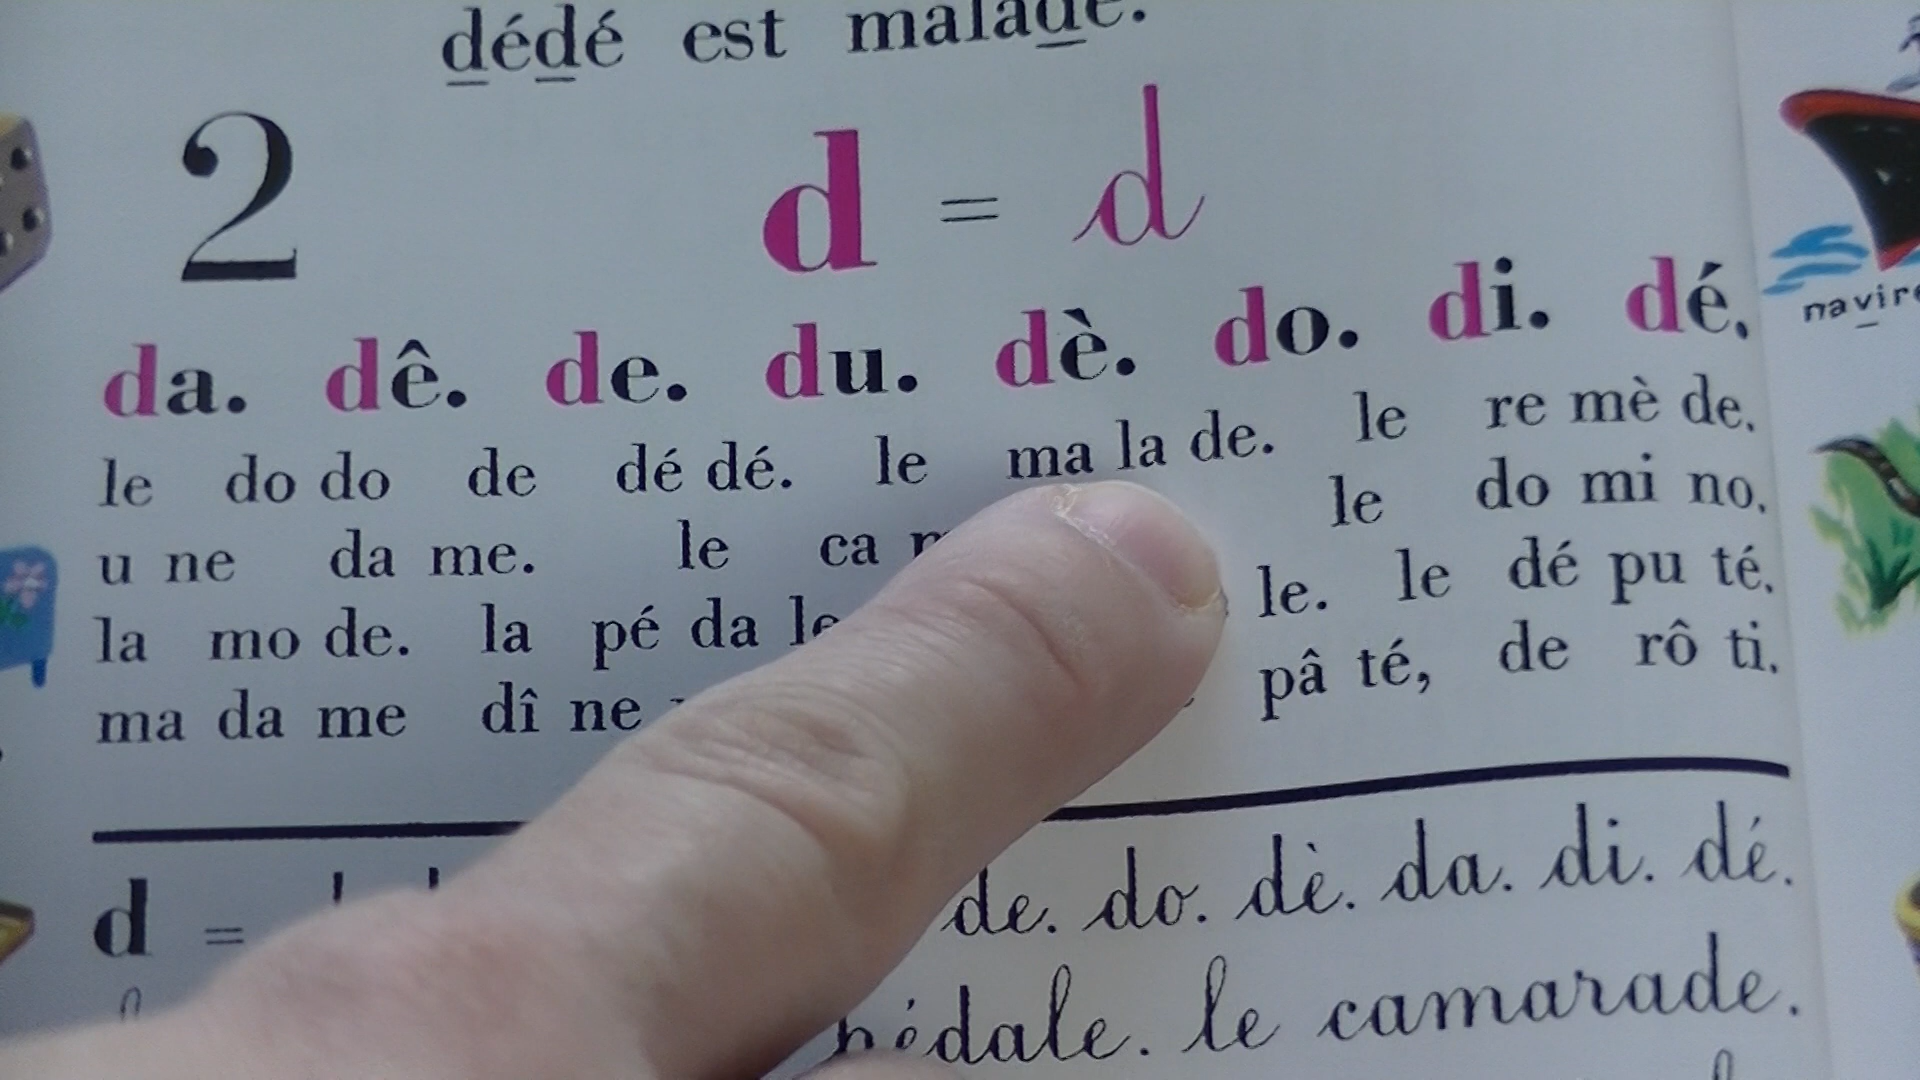 dédé est malade.
2 d = d
da. dê. de. du. dè. do. di. dé.
navire
le do do de dé dé. le ma la de. le re mè de.
u ne da me. le ca le do mi no.
la mo de. la pé da le le. le dé pu té.
ma da me dî ne pâ té, de rô ti.
d = de. do. dè. da. di. dé.
pédale. le camarade.